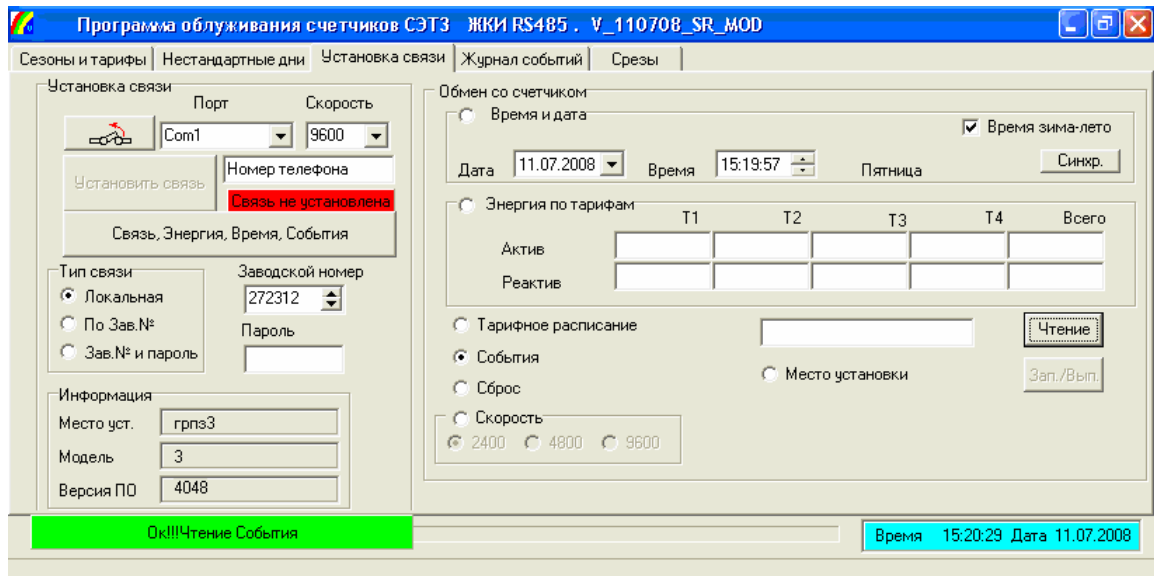 Программа облуживания счетчиков СЭТ3 ЖКИ RS485 . V_110708_SR_MOD
Сезоны и тарифы Нестандартные дни Установка связи Журнал событий Срезы
Установка связи
Порт Скорость
Com1 9600
Установить связь
Номер телефона
Связь не установлена
Связь, Энергия, Время, События
Тип связи
Локальная
По Зав.№
Зав.№ и пароль
Заводской номер
272312
Пароль
Информация
Место уст. грпз3
Модель 3
Версия ПО 4048
Обмен со счетчиком
Время и дата
Время зима-лето
Дата 11.07.2008 Время 15:19:57 Пятница Синхр.
Энергия по тарифам
Т1 Т2 Т3 Т4 Всего
Актив
Реактив
Тарифное расписание
Чтение
События
Место установки
Зап./Вып.
Сброс
Скорость
2400 4800 9600
Ок!!!Чтение События
Время 15:20:29 Дата 11.07.2008